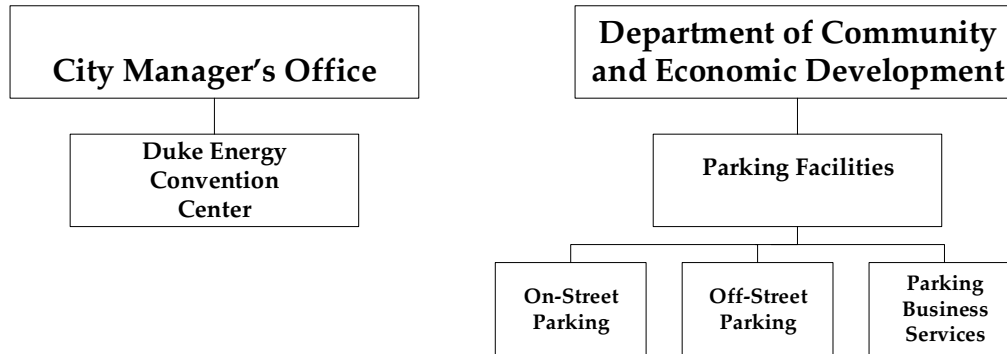 City Manager's Office
Duke Energy
Convention
Center
Department of Community
and Economic Development
Parking Facilities
On-Street
Parking
Off-Street
Parking
Parking
Business
Services